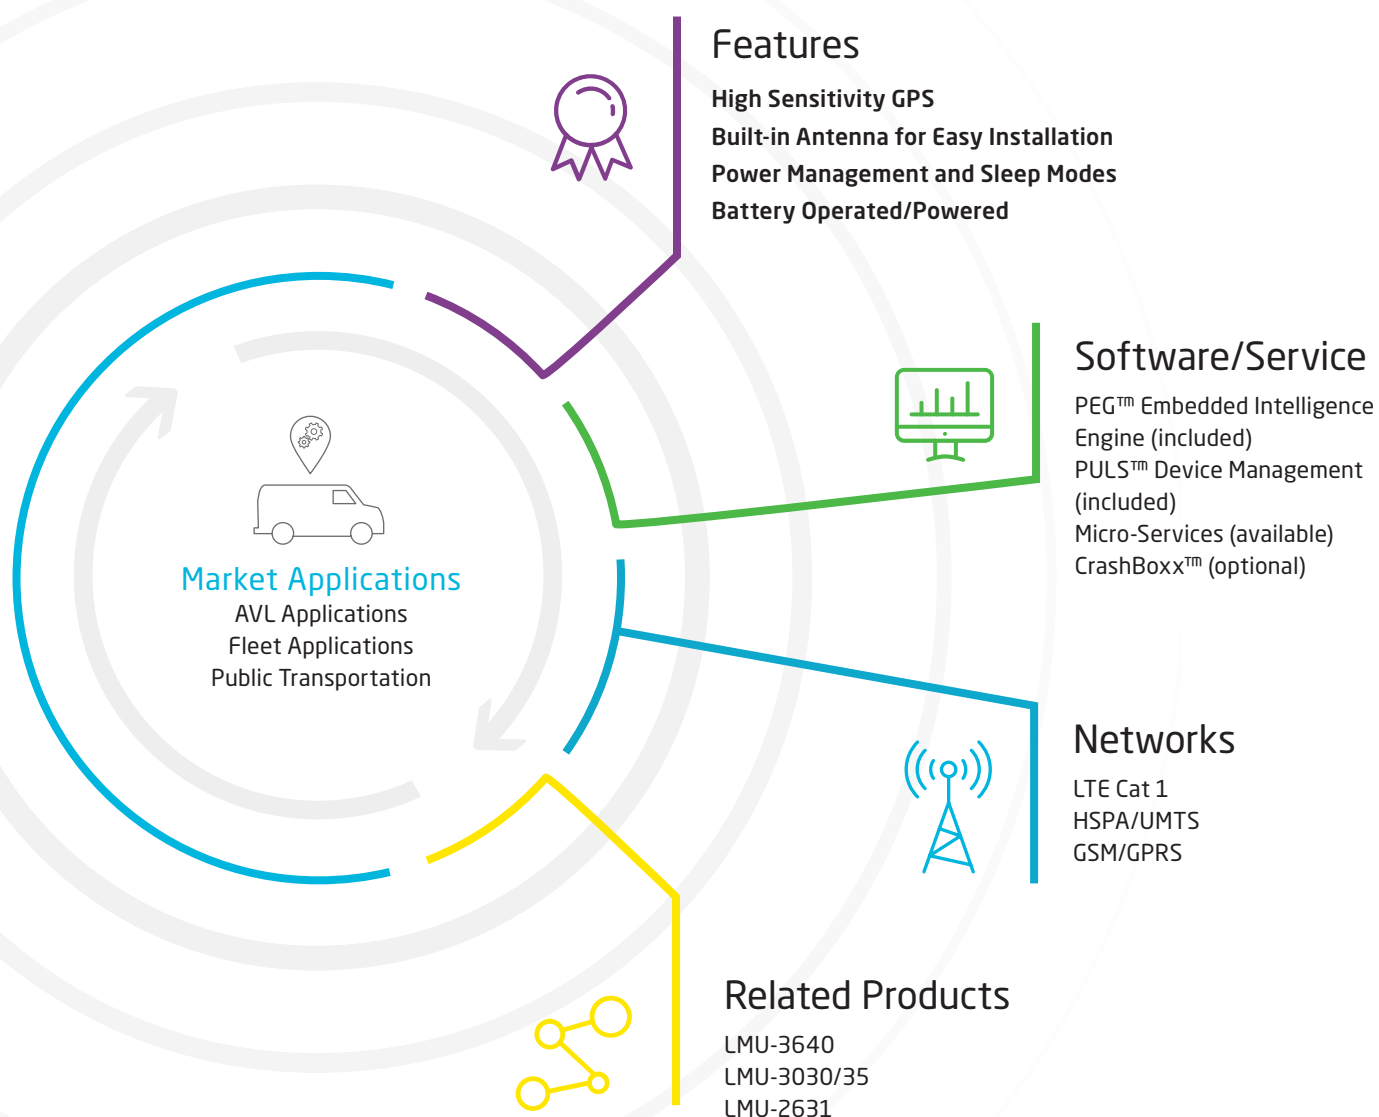 Features
High Sensitivity GPS
Built-in Antenna for Easy Installation
Power Management and Sleep Modes
Battery Operated/Powered
Software/Service
PEG™ Embedded Intelligence
Engine (included)
PULS™ Device Management
(included)
Micro-Services (available)
CrashBoxx™ (optional)
Market Applications
AVL Applications
Fleet Applications
Public Transportation
Networks
LTE Cat 1
HSPA/UMTS
GSM/GPRS
Related Products
LMU-3640
LMU-3030/35
LMU-2631